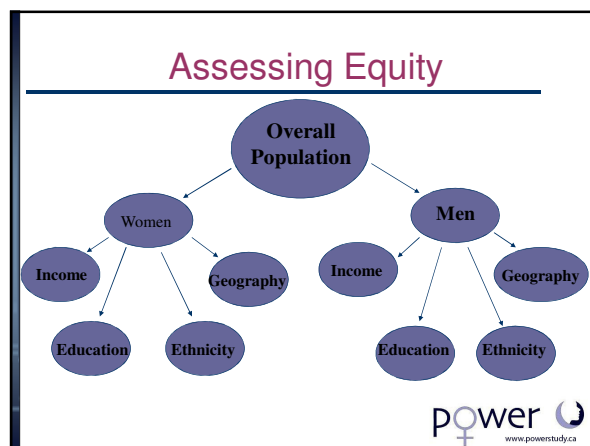 Assessing Equity
Overall
Population
Women
Men
Income
Geography
Income
Geography
Education
Ethnicity
Education
Ethnicity
power
www.powerstudy.ca